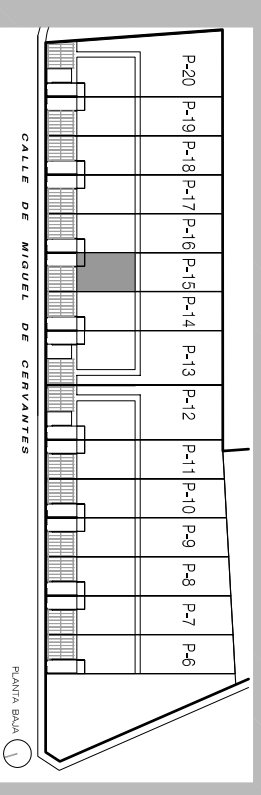 P-20
P-19
P-18
P-17
P-16
P-15
P-14
P-13
P-12
P-11
P-10
P-9
P-8
P-7
P-6
CALLE DE MIGUEL DE CERVANTES
PLANTA BAJA